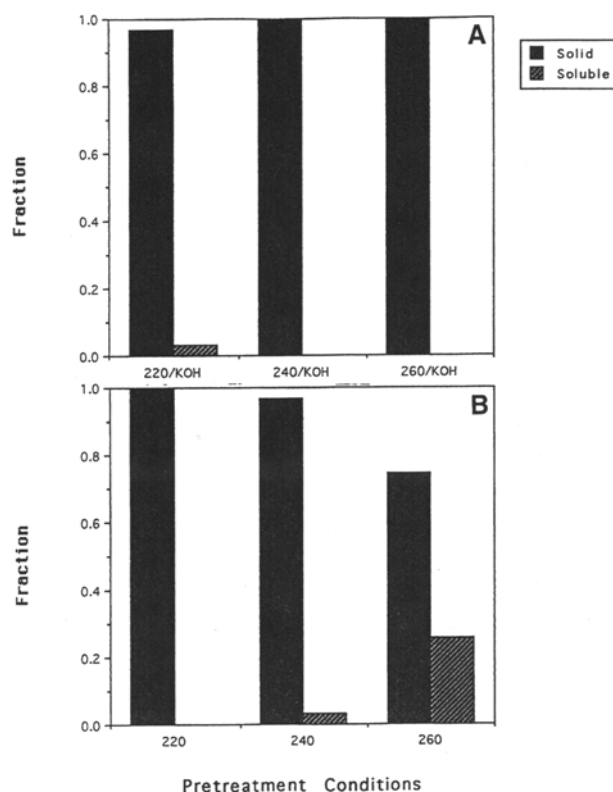 A
Solid
Soluble
Fraction
1.0
0.8
0.6
0.4
0.2
0.0
220/KOH 240/KOH 260/KOH
B
Fraction
1.0
0.8
0.6
0.4
0.2
0.0
220 240 260
Pretreatment Conditions